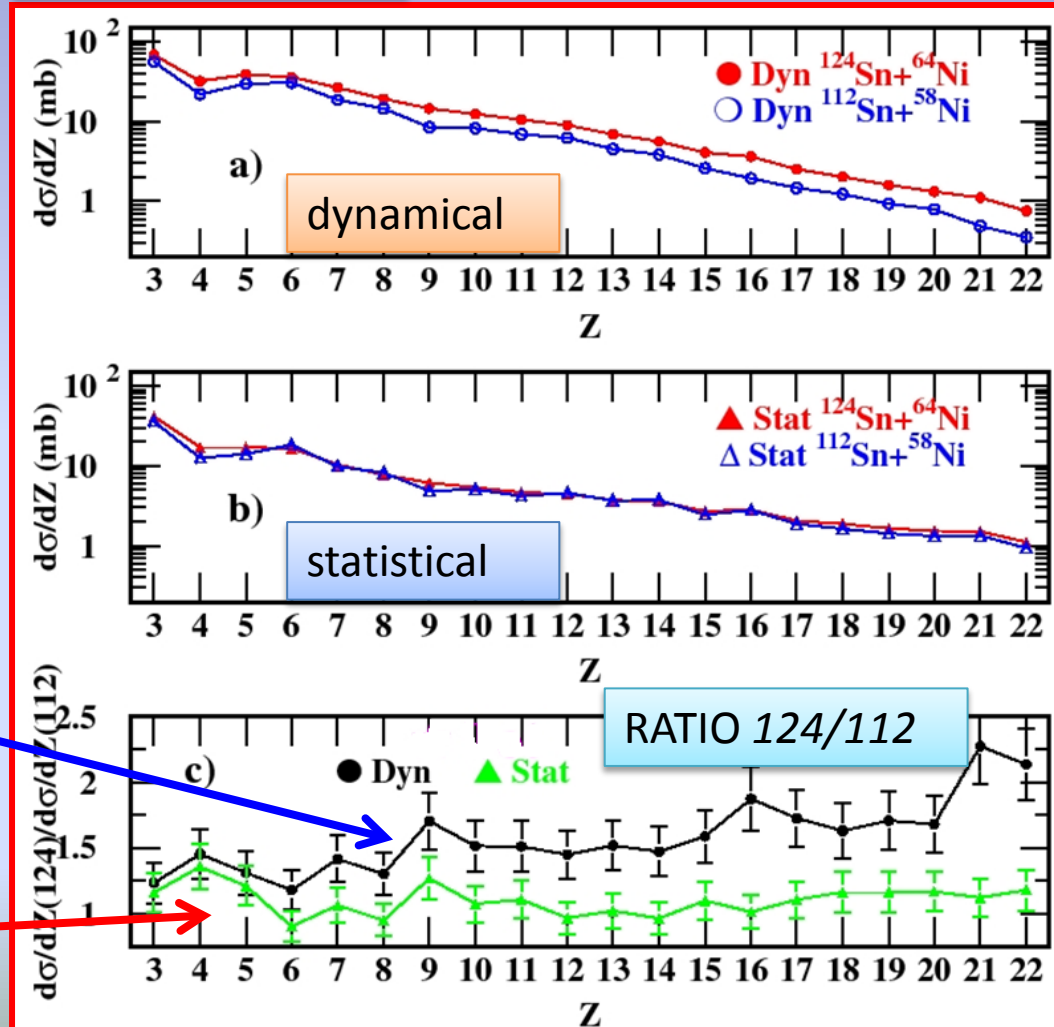 10 2
10
1
dσ/dZ (mb)
● Dyn 124Sn+64Ni
○ Dyn 112Sn+58Ni
a)
dynamical
3 4 5 6 7 8 9 10 11 12 13 14 15 16 17 18 19 20 21 22
Z
10 2
10
1
dσ/dZ (mb)
▲ Stat 124Sn+64Ni
Δ Stat 112Sn+58Ni
b)
statistical
3 4 5 6 7 8 9 10 11 12 13 14 15 16 17 18 19 20 21 22
Z
dσ/dZ(124)/dσ/dZ(112)
2.5
2
1.5
1
RATIO 124/112
c) ● Dyn ▲ Stat
3 4 5 6 7 8 9 10 11 12 13 14 15 16 17 18 19 20 21 22
Z